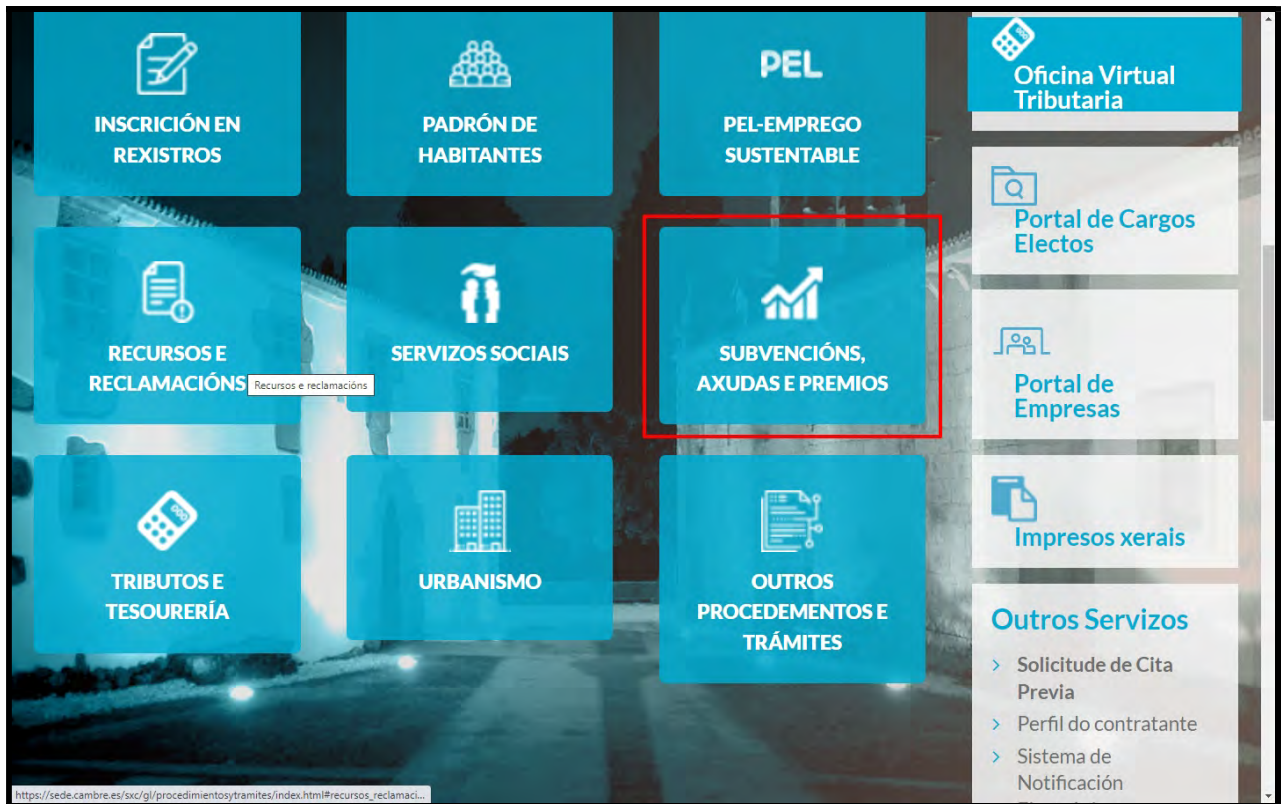 INSCRICIÓN EN
REXISTROS
PADRÓN DE
HABITANTES
PEL
PEL-EMPREGO
SUSTENTABLE
RECURSOS E
RECLAMACIÓNS
Recursos e reclamacións
SERVIZOS SOCIAIS
SUBVENCIÓNS,
AXUDAS E PREMIOS
TRIBUTOS E
TESOURERÍA
URBANISMO
OUTROS
PROCEDEMENTOS E
TRÁMITES
Oficina Virtual
Tributaria
Portal de Cargos
Electos
Portal de
Empresas
Impresos xerais
Outros Servizos
> Solicitude de Cita
Previa
> Perfil do contratante
> Sistema de
Notificación
https://sede.cambre.es/sxc/gl/procedimientosytramites/index.html#recursos_reclamaci...